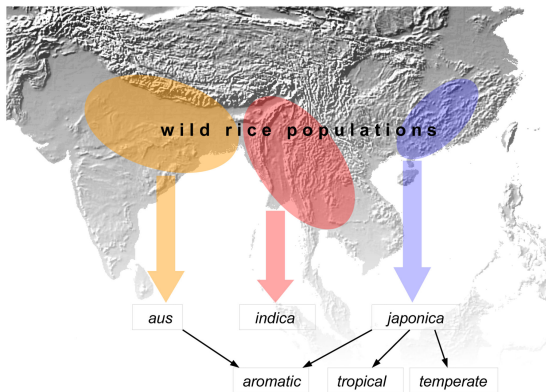 wild rice populations
aus indica japonica
aromatic tropical temperate